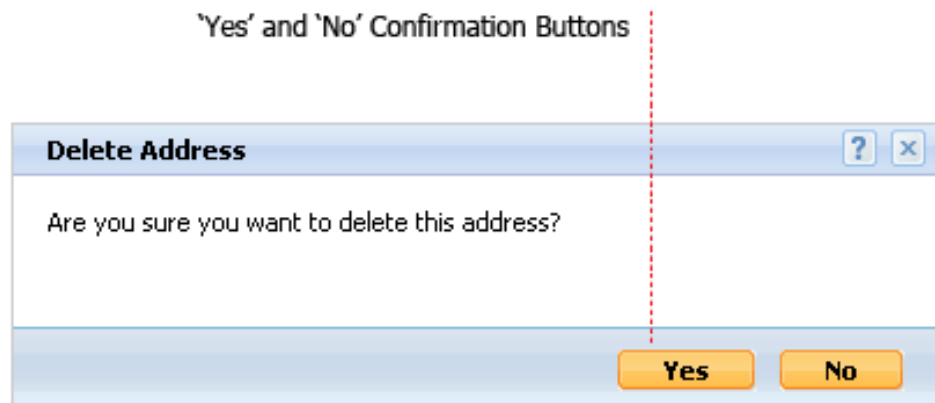 ‘Yes’ and ‘No’ Confirmation Buttons
Delete Address ? ×
Are you sure you want to delete this address?
Yes No